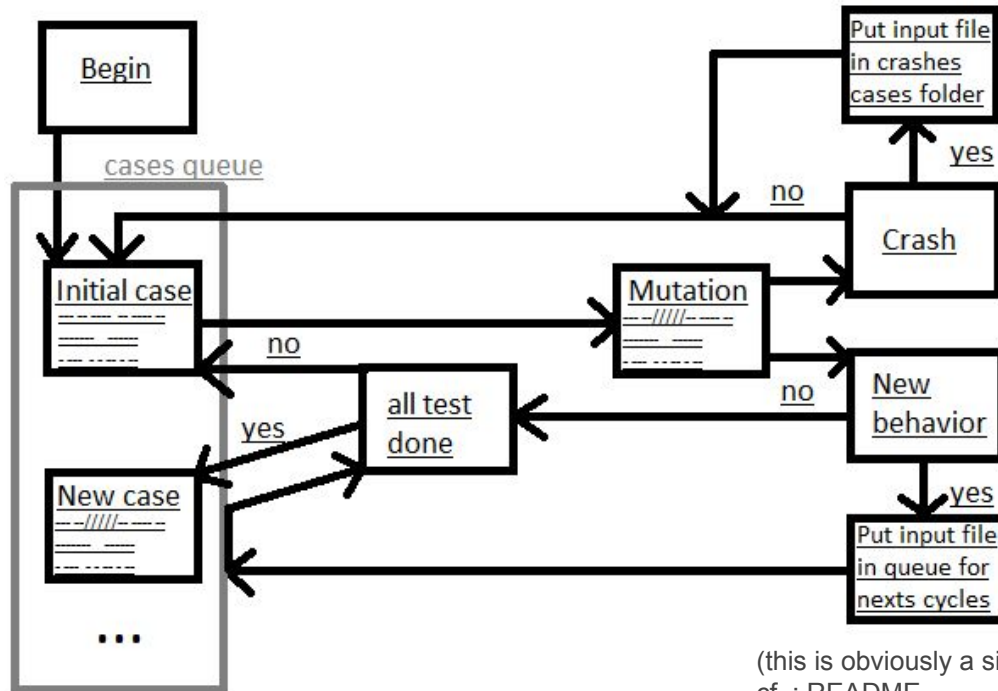 Begin
cases queue
Put input file
in crashes
cases folder
yes
no
Crash
Initial case
Mutation
no
all test
done
no
New
behavior
yes
New case
yes
Put input file
in queue for
nexts cycles
...
(this is obviously a si
cf. : README